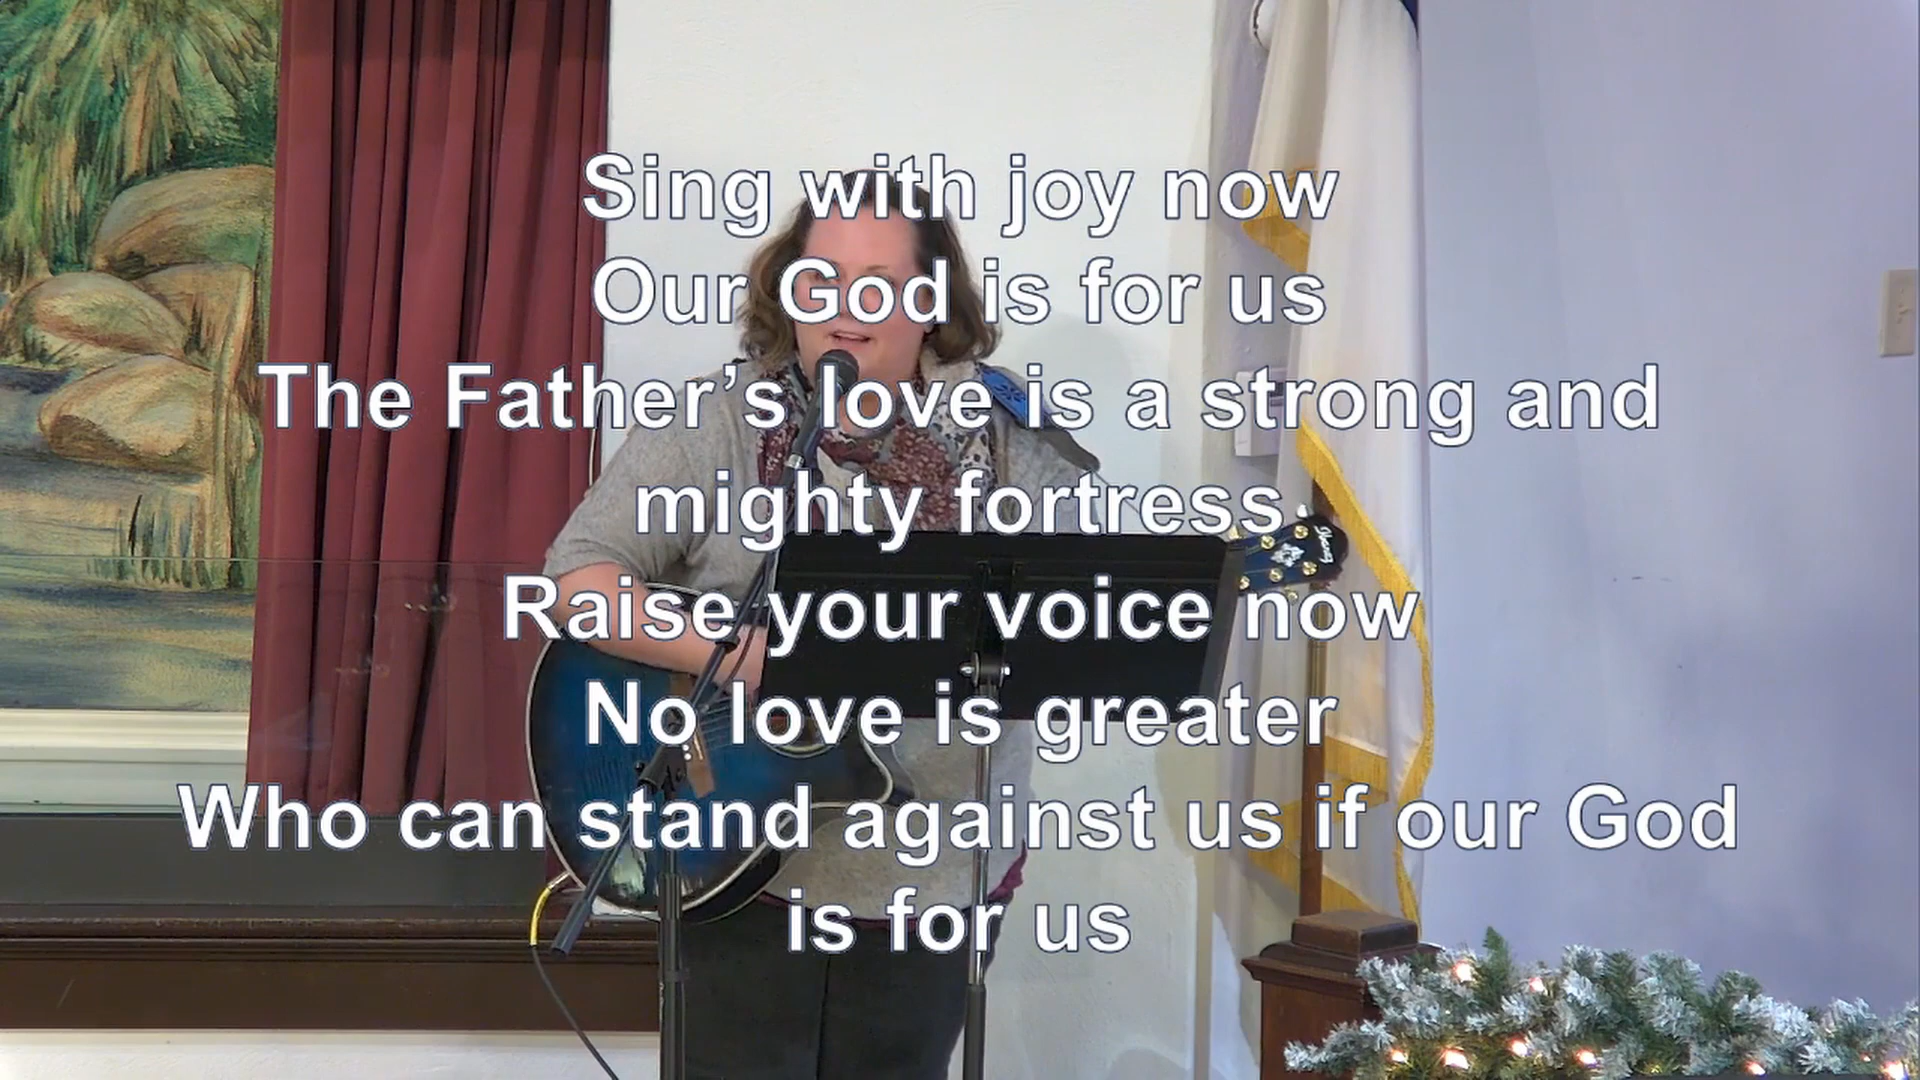 Sing with joy now
Our God is for us
The Father’s love is a strong and
mighty fortress
Raise your voice now
No love is greater
Who can stand against us if our God
is for us